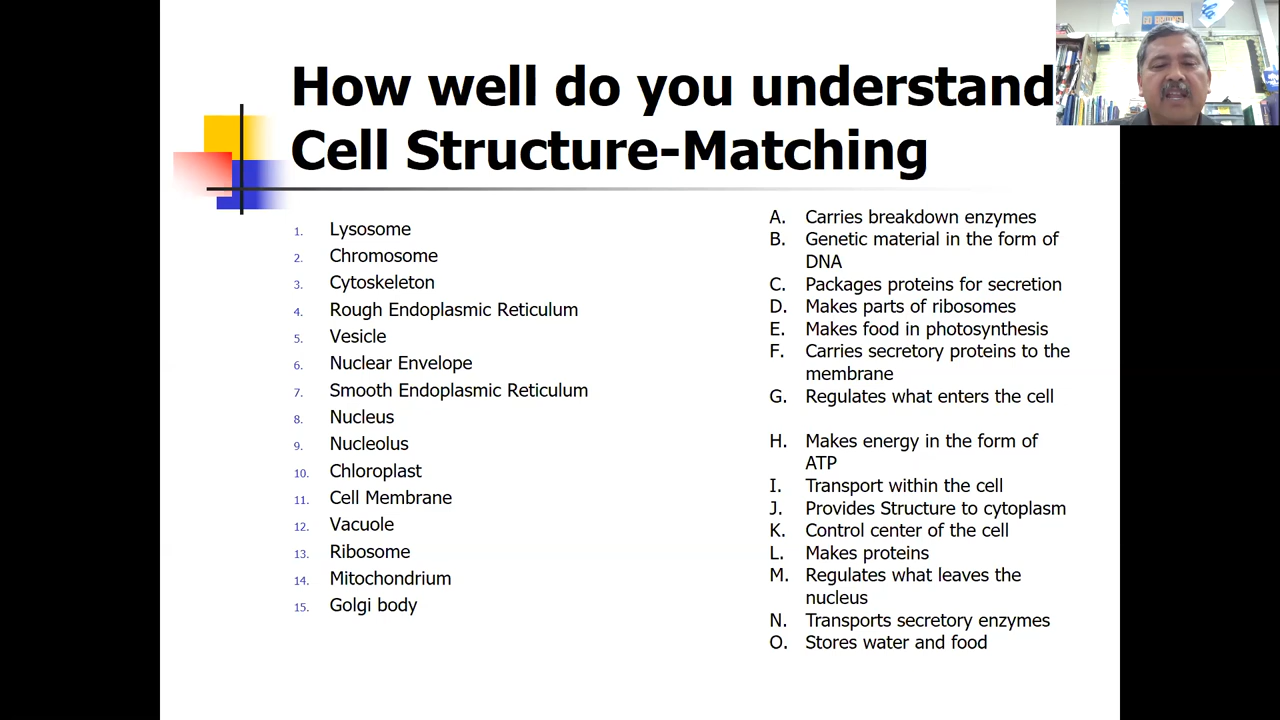 How well do you understand
Cell Structure-Matching
1. Lysosome
2. Chromosome
3. Cytoskeleton
4. Rough Endoplasmic Reticulum
5. Vesicle
6. Nuclear Envelope
7. Smooth Endoplasmic Reticulum
8. Nucleus
9. Nucleolus
10. Chloroplast
11. Cell Membrane
12. Vacuole
13. Ribosome
14. Mitochondrium
15. Golgi body
A. Carries breakdown enzymes
B. Genetic material in the form of
DNA
C. Packages proteins for secretion
D. Makes parts of ribosomes
E. Makes food in photosynthesis
F. Carries secretory proteins to the
membrane
G. Regulates what enters the cell
H. Makes energy in the form of
ATP
I. Transport within the cell
J. Provides Structure to cytoplasm
K. Control center of the cell
L. Makes proteins
M. Regulates what leaves the
nucleus
N. Transports secretory enzymes
O. Stores water and food